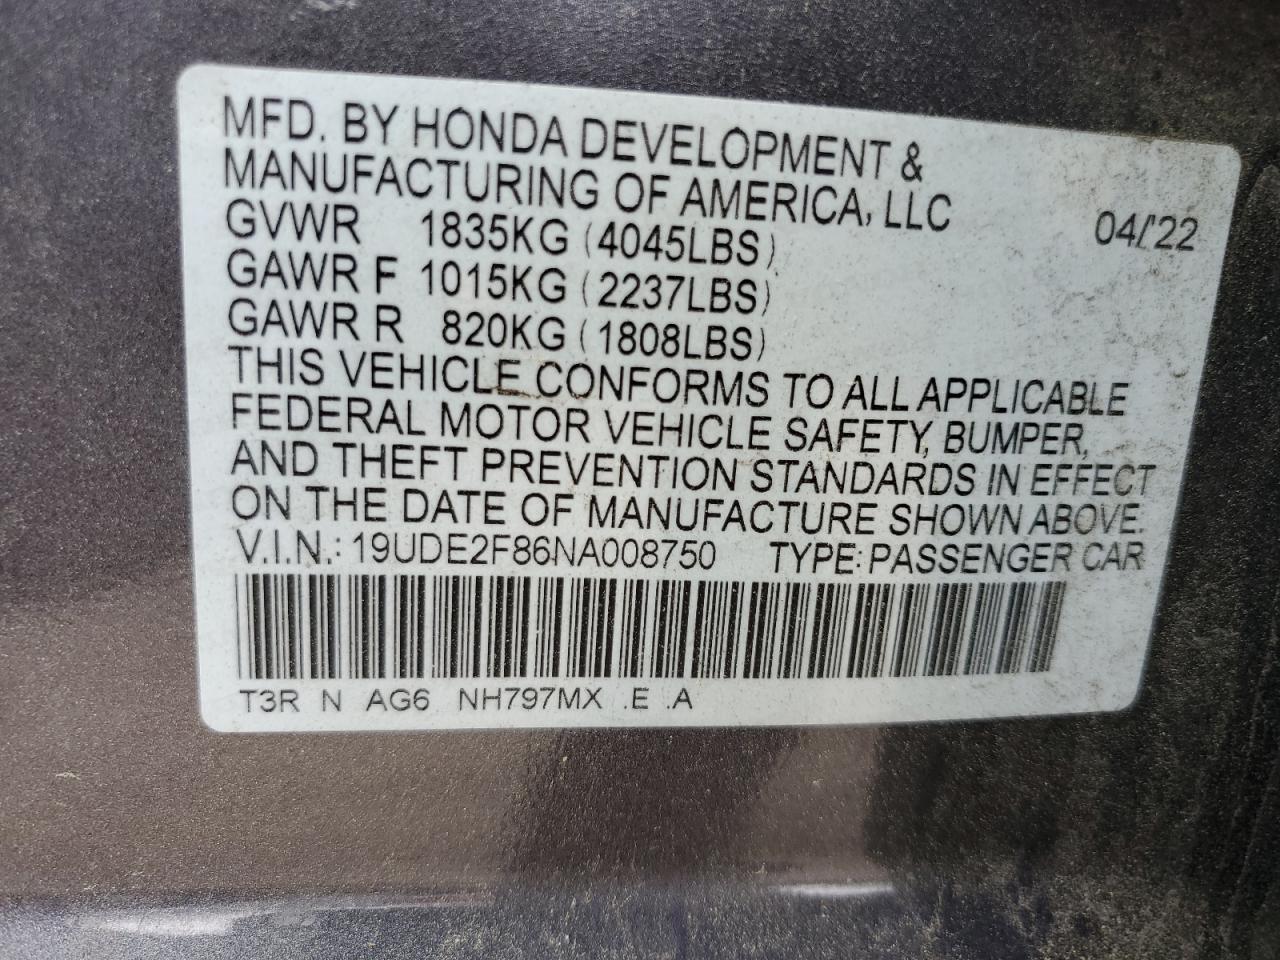 MFD. BY HONDA DEVELOPMENT &
MANUFACTURING OF AMERICA, LLC
04/'22
GVWR 1835KG (4045LBS)
GAWR F 1015KG (2237LBS)
GAWR R 820KG (1808LBS)
THIS VEHICLE CONFORMS TO ALL APPLICABLE
FEDERAL MOTOR VEHICLE SAFETY, BUMPER,
AND THEFT PREVENTION STANDARDS IN EFFECT
ON THE DATE OF MANUFACTURE SHOWN ABOVE.
V.I.N.: 19UDE2F86NA008750 TYPE: PASSENGER CAR
T3R N AG6 NH797MX .E .A